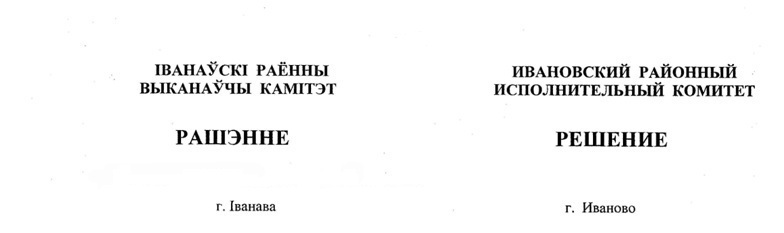 ІВАНАЎСКІ РАЁННЫ
ВЫКАНАЎЧЫ КАМІТЭТ
РАШЭННЕ
г. Іванава
ИВАНОВСКИЙ РАЙОННЫЙ
ИСПОЛНИТЕЛЬНЫЙ КОМИТЕТ
РЕШЕНИЕ
г. Иваново